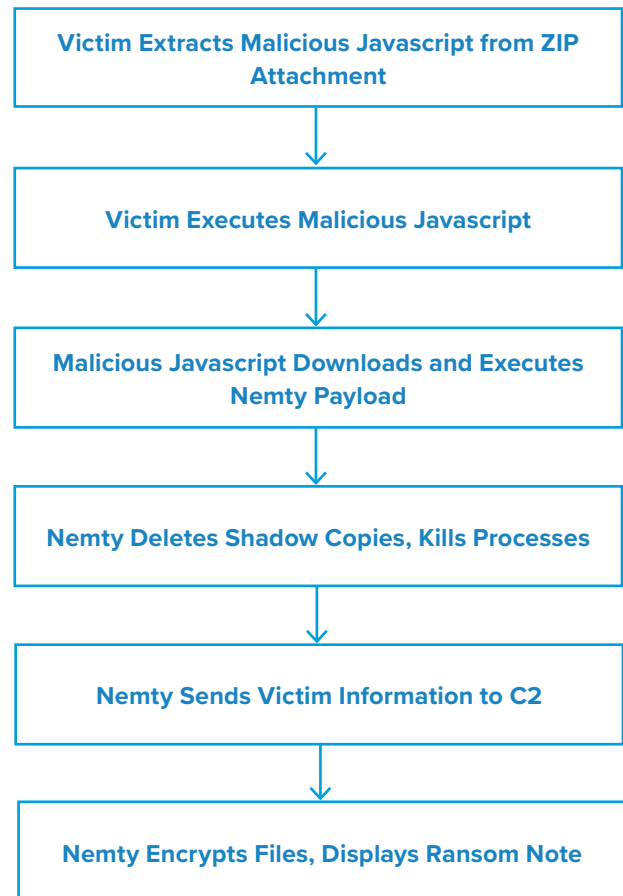 Victim Extracts Malicious Javascript from ZIP
Attachment
Victim Executes Malicious Javascript
Malicious Javascript Downloads and Executes
Nemty Payload
Nemty Deletes Shadow Copies, Kills Processes
Nemty Sends Victim Information to C2
Nemty Encrypts Files, Displays Ransom Note